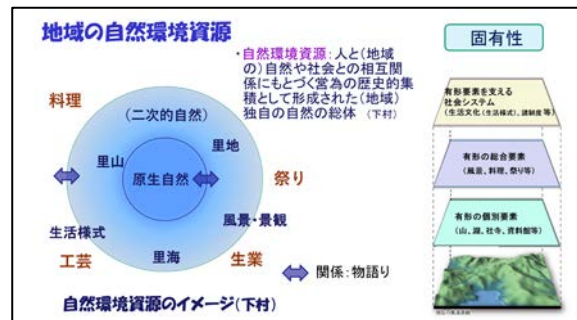 地域の自然環境資源
・自然環境資源:人と(地域
の)自然や社会との相互関
係にもとづく営為の歴史的集
積として形成された(地域)
独自の自然の総体 (下村)
料理
(二次的自然)
里山
里地
原生自然
祭り
風景・景観
生活様式
工芸
里海
生業
関係:物語り
自然環境資源のイメージ(下村)
固有性
有形要素を支える
社会システム
(生活文化(生活様式)、諸制度等)
有形の総合要素
(風景、料理、祭り等)
有形の個別要素
(山、湖、社寺、資料館等)